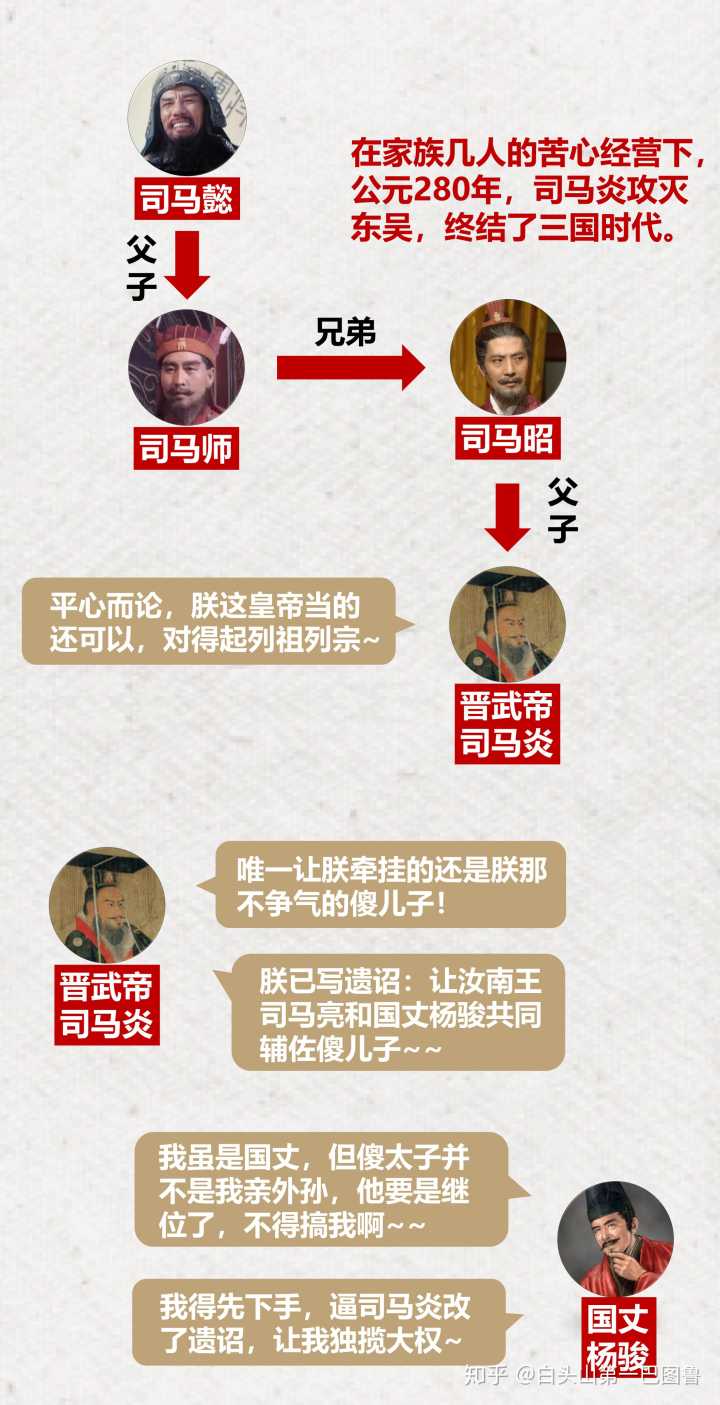 司马懿
在家族几人的苦心经营下，
公元280年，司马炎攻灭
东吴，终结了三国时代。
父
子
兄弟
司马师
司马昭
父
子
平心而论，朕这皇帝当的
还可以，对得起列祖列宗~
晋武帝
司马炎
唯一让朕牵挂的还是朕那
不争气的傻儿子！
晋武帝
司马炎
朕已写遗诏：让汝南王
司马亮和国丈杨骏共同
辅佐傻儿子~~
我虽是国丈，但傻太子并
不是我亲外孙，他要是继
位了，不得搞我啊~~
我得先下手，逼司马炎改
了遗诏，让我独揽大权~
国丈
杨骏
知乎 @白头山第一巴图鲁